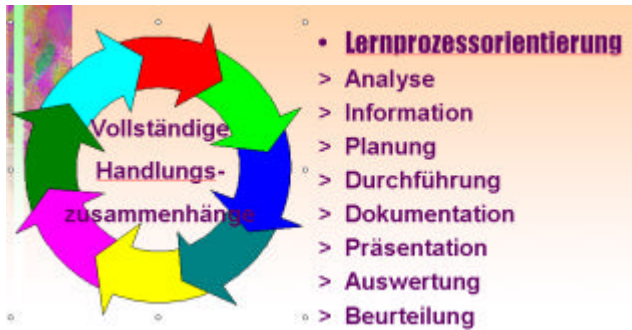 Vollständige
Handlungs-
zusammenhänge
• Lernprozessorientierung
> Analyse
> Information
> Planung
> Durchführung
> Dokumentation
> Präsentation
> Auswertung
> Beurteilung